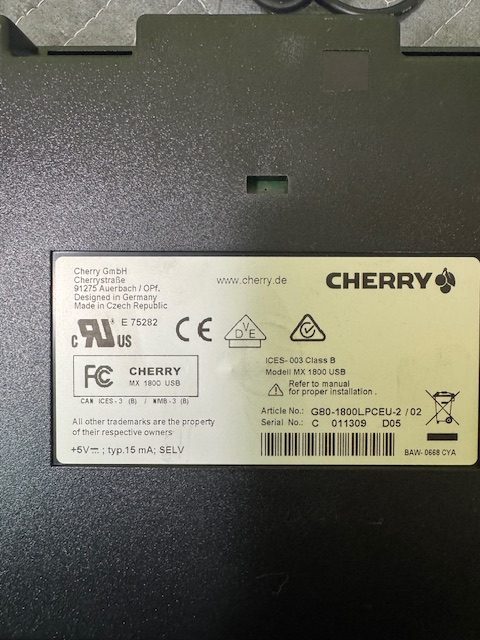 Cherry GmbH
Cherrystraße
91275 Auerbach / OPf.
Designed in Germany
Made in Czech Republic
www.cherry.de
CHERRY
c RU US
® E 75282
CE
VDE
FC
CHERRY
MX 1800 USB
CAN ICES-3 (B) / NMB-3 (B)
ICES-003 Class B
Modell MX 1800 USB
Refer to manual
for proper installation .
All other trademarks are the property
of their respective owners
Article No.: G80-1800LPCEU-2 / 02
Serial No.: C 011309 D05
+5V⎓ ; typ.15 mA; SELV
BAW- 0668 CYA